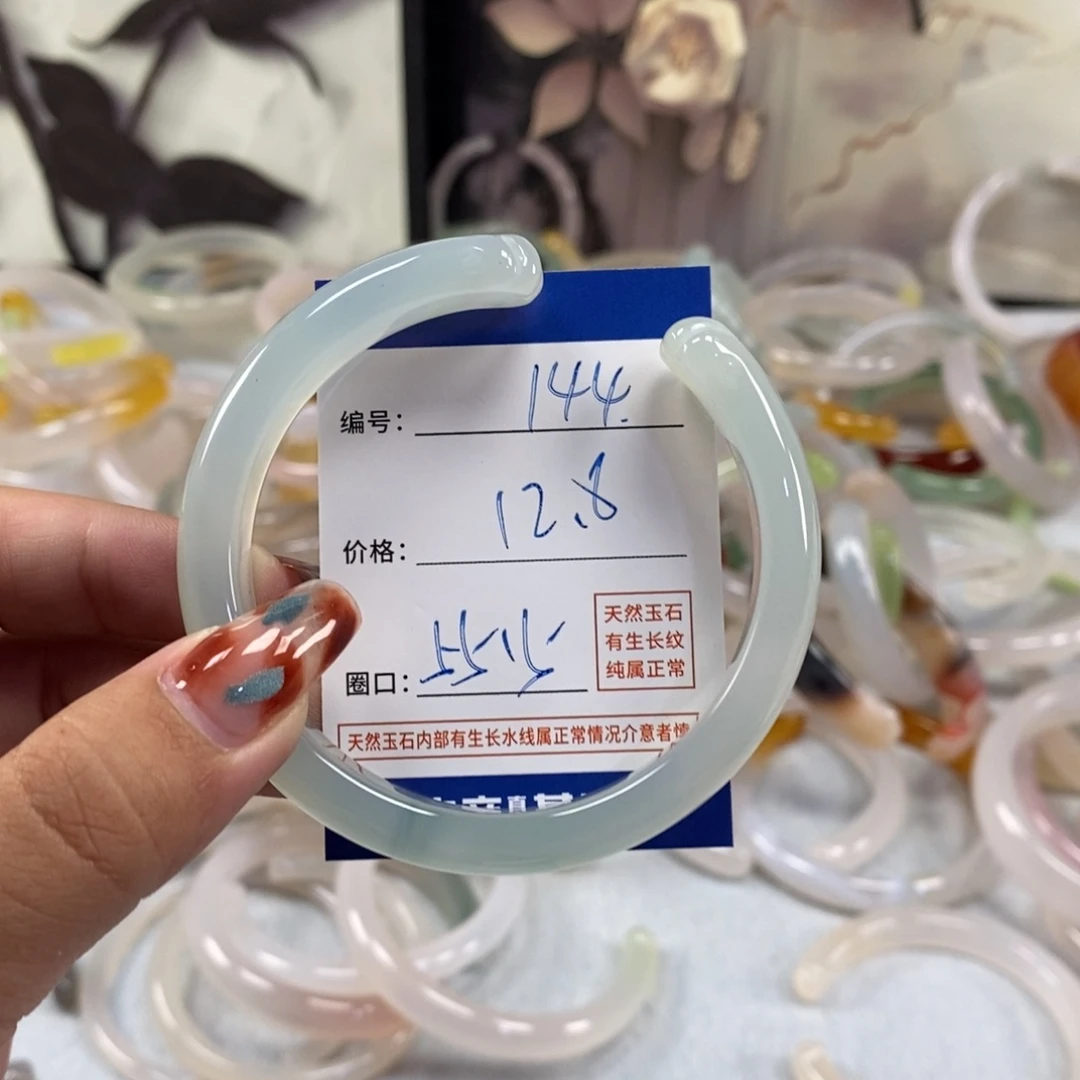 编号: 144.
价格: 12.8
圈口: 55.5
天然玉石
有生长纹
纯属正常
天然玉石内部有生长水线属正常情况介意者慎